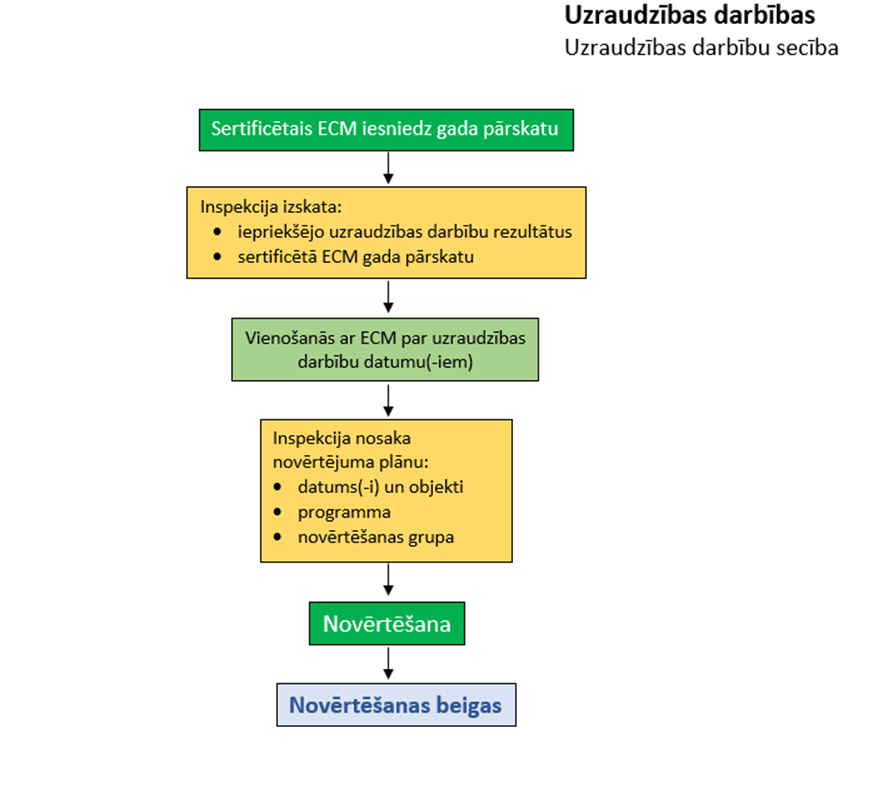 Uzraudzības darbības
Uzraudzības darbību secība
Sertificētais ECM iesniedz gada pārskatu
Inspekcija izskata:
• iepriekšējo uzraudzības darbību rezultātus
• sertificētā ECM gada pārskatu
Vienošanās ar ECM par uzraudzības
darbību datumu(-iem)
Inspekcija nosaka
novērtējuma plānu:
• datums(-i) un objekti
• programma
• novērtēšanas grupa
Novērtēšana
Novērtēšanas beigas